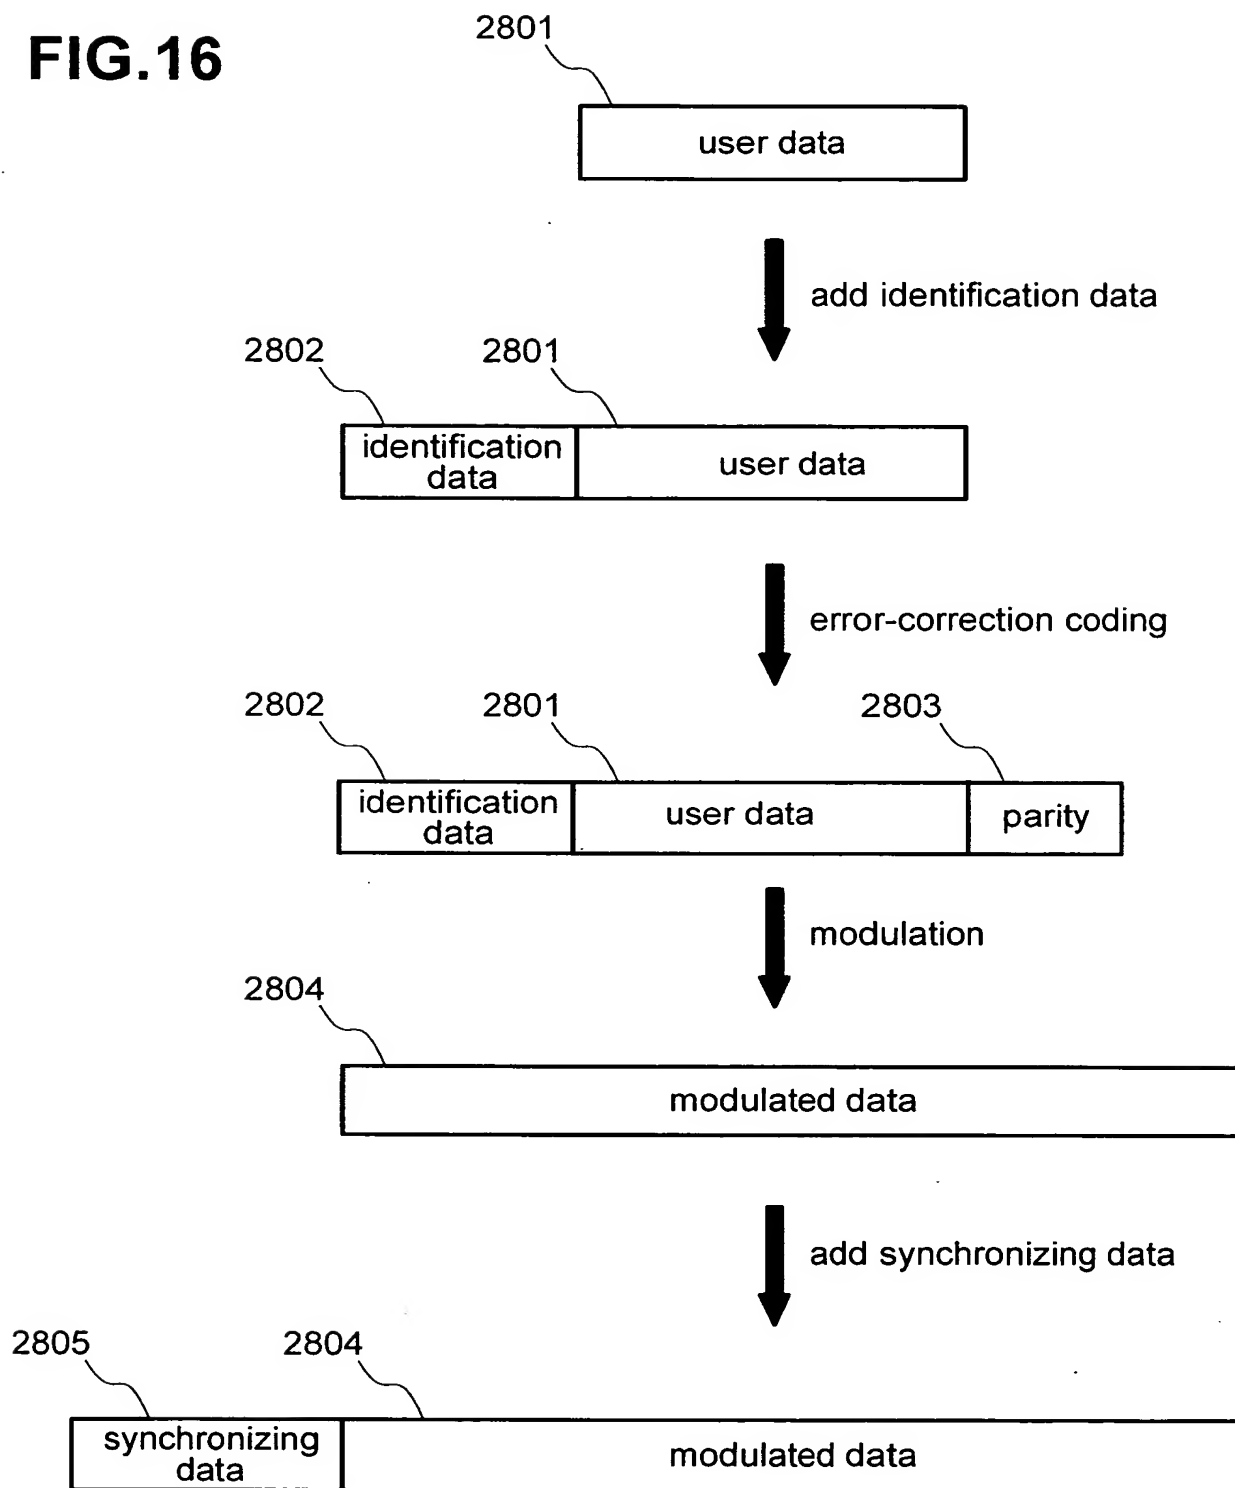 FIG.16
2801
user data
add identification data
2802
2801
identification
data
user data
error-correction coding
2802
2801
2803
identification
data
user data
parity
modulation
2804
modulated data
add synchronizing data
2805
2804
synchronizing
data
modulated data